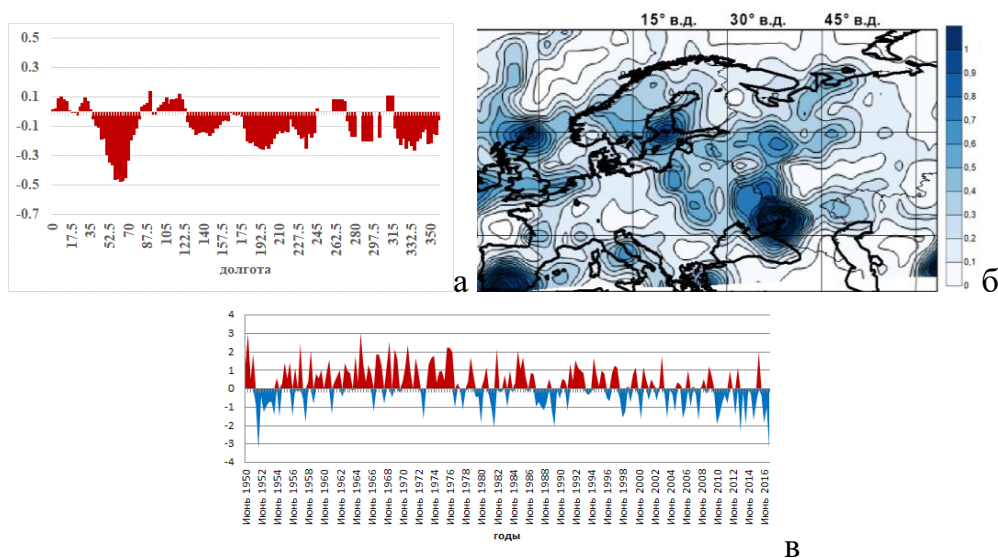 0.5
0.3
0.1
-0.1
-0.3
-0.5
-0.7
0
17.5
35
52.5
70
87.5
105
122.5
140
157.5
175
192.5
210
227.5
245
262.5
280
297.5
315
332.5
350
долгота
а
15° в.д. 30° в.д. 45° в.д.
1
0,9
0,8
0,7
0,6
0,5
0,4
0,3
0,2
0,1
0
б
4
3
2
1
0
-1
-2
-3
-4
Июнь 1950
Июнь 1952
Июнь 1954
Июнь 1956
Июнь 1958
Июнь 1960
Июнь 1962
Июнь 1964
Июнь 1966
Июнь 1968
Июнь 1970
Июнь 1972
Июнь 1974
Июнь 1976
Июнь 1978
Июнь 1980
Июнь 1982
Июнь 1984
Июнь 1986
Июнь 1988
Июнь 1990
Июнь 1992
Июнь 1994
Июнь 1996
Июнь 1998
Июнь 2000
Июнь 2002
Июнь 2004
Июнь 2006
Июнь 2008
Июнь 2010
Июнь 2012
Июнь 2014
Июнь 2016
годы
в